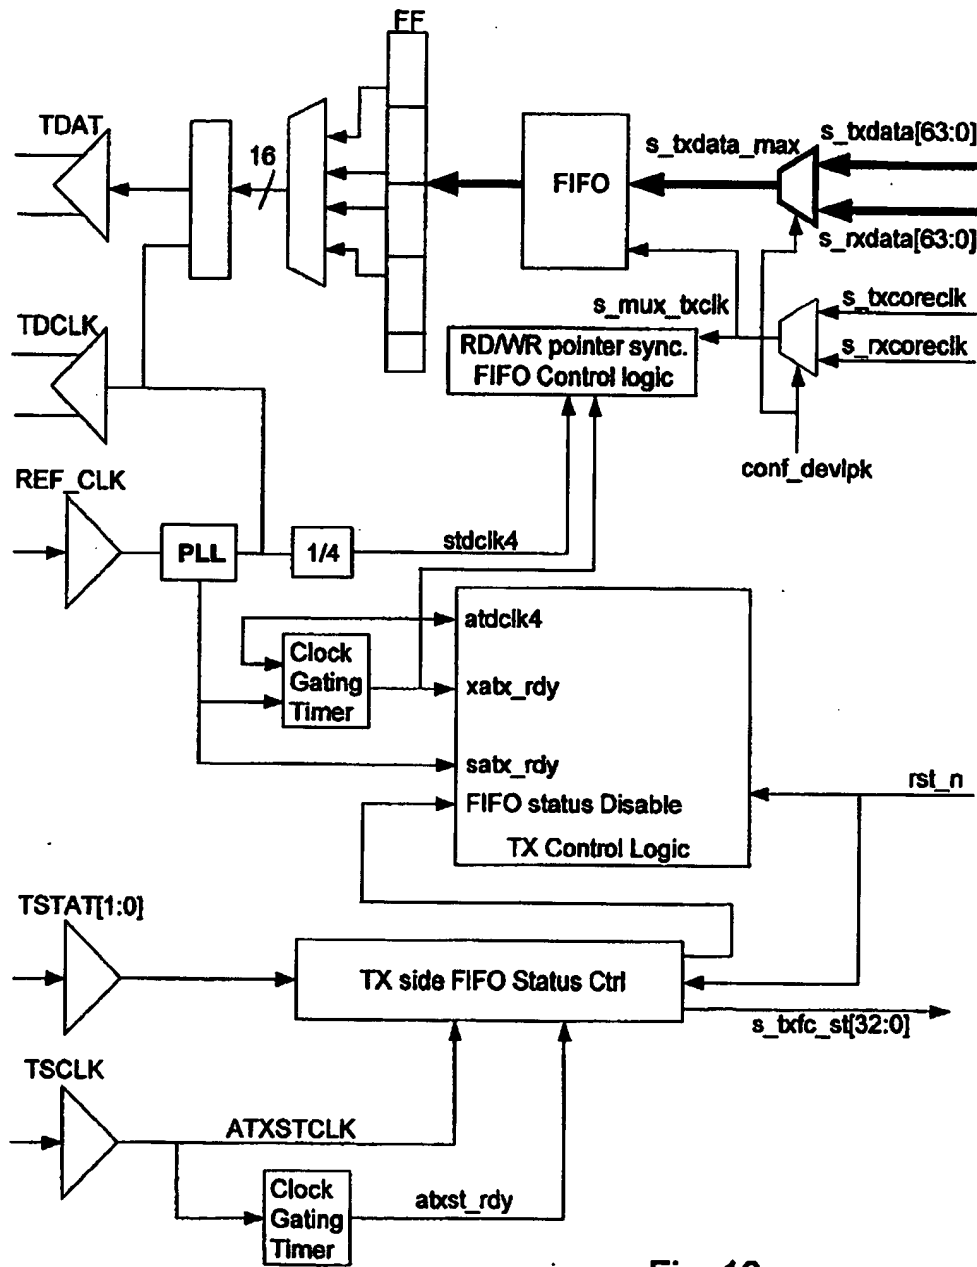 FF
TDAT
16
FIFO
s_txdata_max
s_txdata[63:0]
s_rxdata[63:0]
TDCLK
s_mux_txclk
s_txcoreclk
s_rxcoreclk
RD/WR pointer sync.
FIFO Control logic
conf_devlpk
REF_CLK
PLL
1/4
stdclk4
atdclk4
Clock
Gating
Timer
xatx_rdy
satx_rdy
FIFO status Disable
TX Control Logic
rst_n
TSTAT[1:0]
TX side FIFO Status Ctrl
s_txfc_st[32:0]
TSCLK
ATXSTCLK
Clock
Gating
Timer
atxst_rdy